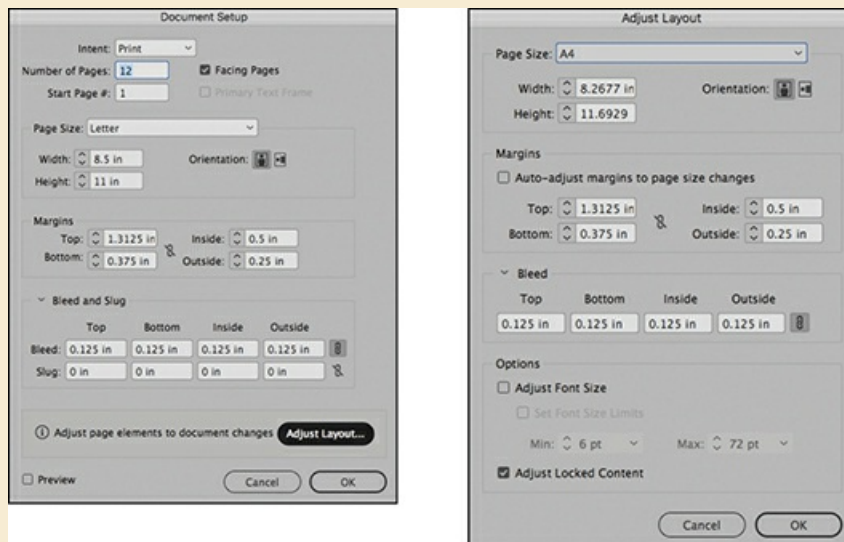 Document Setup
Intent: Print
Number of Pages: 12 Facing Pages
Start Page #: 1 Primary Text Frame
Page Size: Letter
Width: 8.5 in Orientation:
Height: 11 in
Margins
Top: 1.3125 in Inside: 0.5 in
Bottom: 0.375 in Outside: 0.25 in
Bleed and Slug
Top Bottom Inside Outside
Bleed: 0.125 in 0.125 in 0.125 in 0.125 in
Slug: 0 in 0 in 0 in 0 in
Adjust page elements to document changes Adjust Layout...
Preview Cancel OK
Adjust Layout
Page Size: A4
Width: 8.2677 in Orientation:
Height: 11.6929
Margins
Auto-adjust margins to page size changes
Top: 1.3125 in Inside: 0.5 in
Bottom: 0.375 in Outside: 0.25 in
Bleed
Top Bottom Inside Outside
0.125 in 0.125 in 0.125 in 0.125 in
Options
Adjust Font Size
Set Font Size Limits
Min: 6 pt Max: 72 pt
Adjust Locked Content
Cancel OK